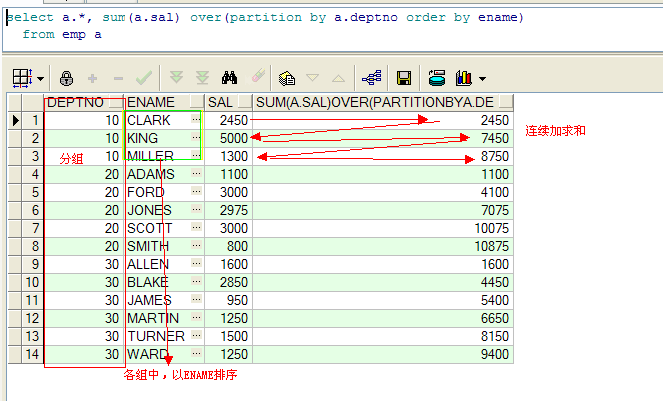 select a.*, sum(a.sal) over(partition by a.deptno order by ename)
from emp a
DEPTNO ENAME SAL SUM(A.SAL)OVER(PARTITIONBYA.DE
1 10 CLARK ... 2450 2450 连续加求和
2 10 KING ... 5000 7450
3 分组 10 MILLER ... 1300 8750
4 20 ADAMS ... 1100 1100
5 20 FORD ... 3000 4100
6 20 JONES ... 2975 7075
7 20 SCOTT ... 3000 10075
8 20 SMITH ... 800 10875
9 30 ALLEN ... 1600 1600
10 30 BLAKE ... 2850 4450
11 30 JAMES ... 950 5400
12 30 MARTIN ... 1250 6650
13 30 TURNER ... 1500 8150
14 30 WARD ... 1250 9400
各组中，以ENAME排序